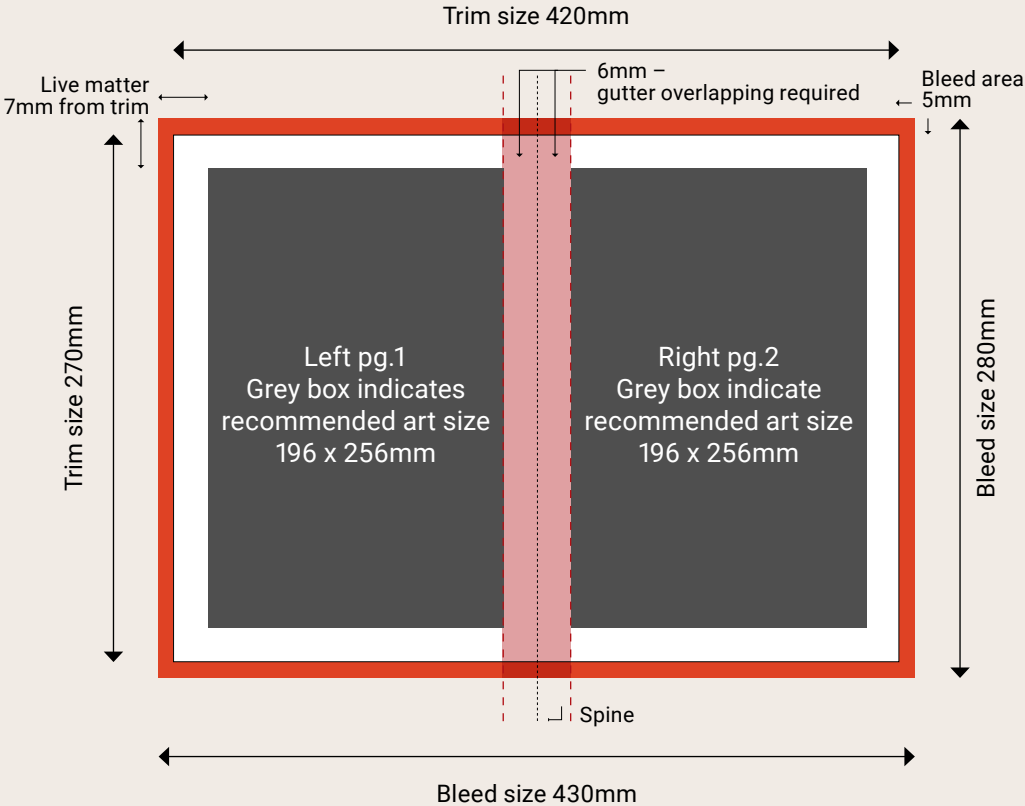 Trim size 420mm
Live matter
7mm from trim
6mm –
gutter overlapping required
Bleed area
5mm
Trim size 270mm
Left pg.1
Grey box indicates
recommended art size
196 x 256mm
Right pg.2
Grey box indicate
recommended art size
196 x 256mm
Bleed size 280mm
Spine
Bleed size 430mm